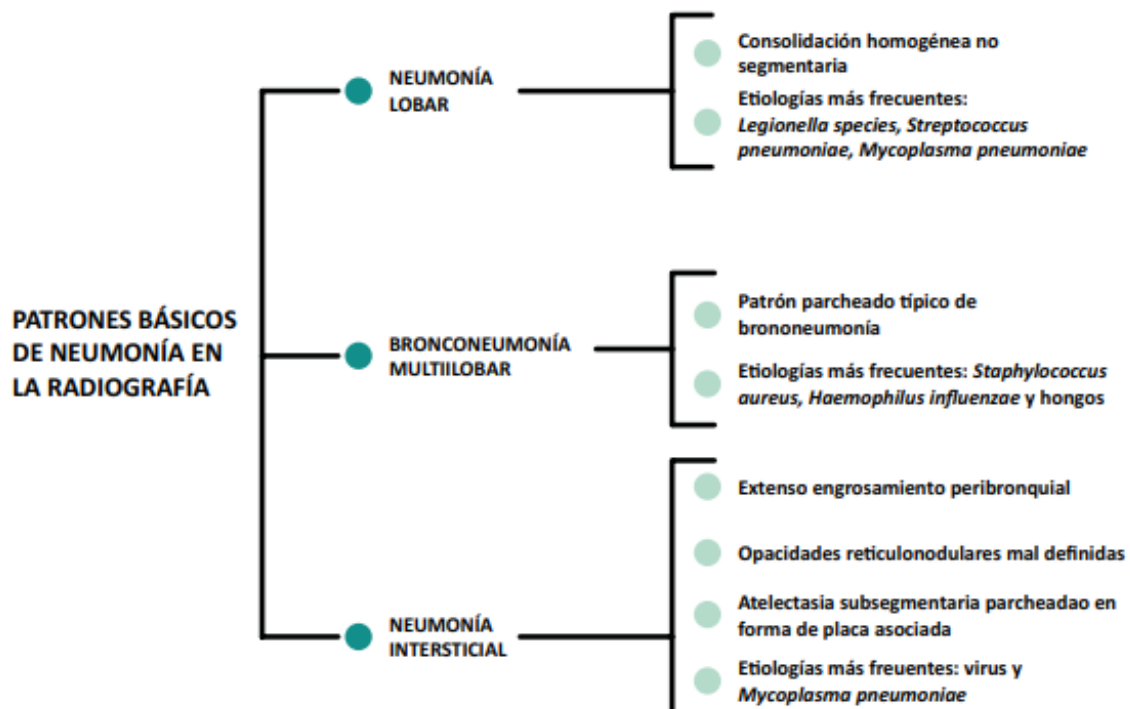 PATRONES BÁSICOS
DE NEUMONÍA EN
LA RADIOGRAFÍA
NEUMONÍA
LOBAR
Consolidación homogénea no
segmentaria
Etiologías más frecuentes:
Legionella species, Streptococcus
pneumoniae, Mycoplasma pneumoniae
BRONCONEUMONÍA
MULTIILOBAR
Patrón parcheado típico de
brononeumonía
Etiologías más frecuentes: Staphylococcus
aureus, Haemophilus influenzae y hongos
NEUMONÍA
INTERSTICIAL
Extenso engrosamiento peribronquial
Opacidades reticulonodulares mal definidas
Atelectasia subsegmentaria parcheadao en
forma de placa asociada
Etiologías más freuentes: virus y
Mycoplasma pneumoniae